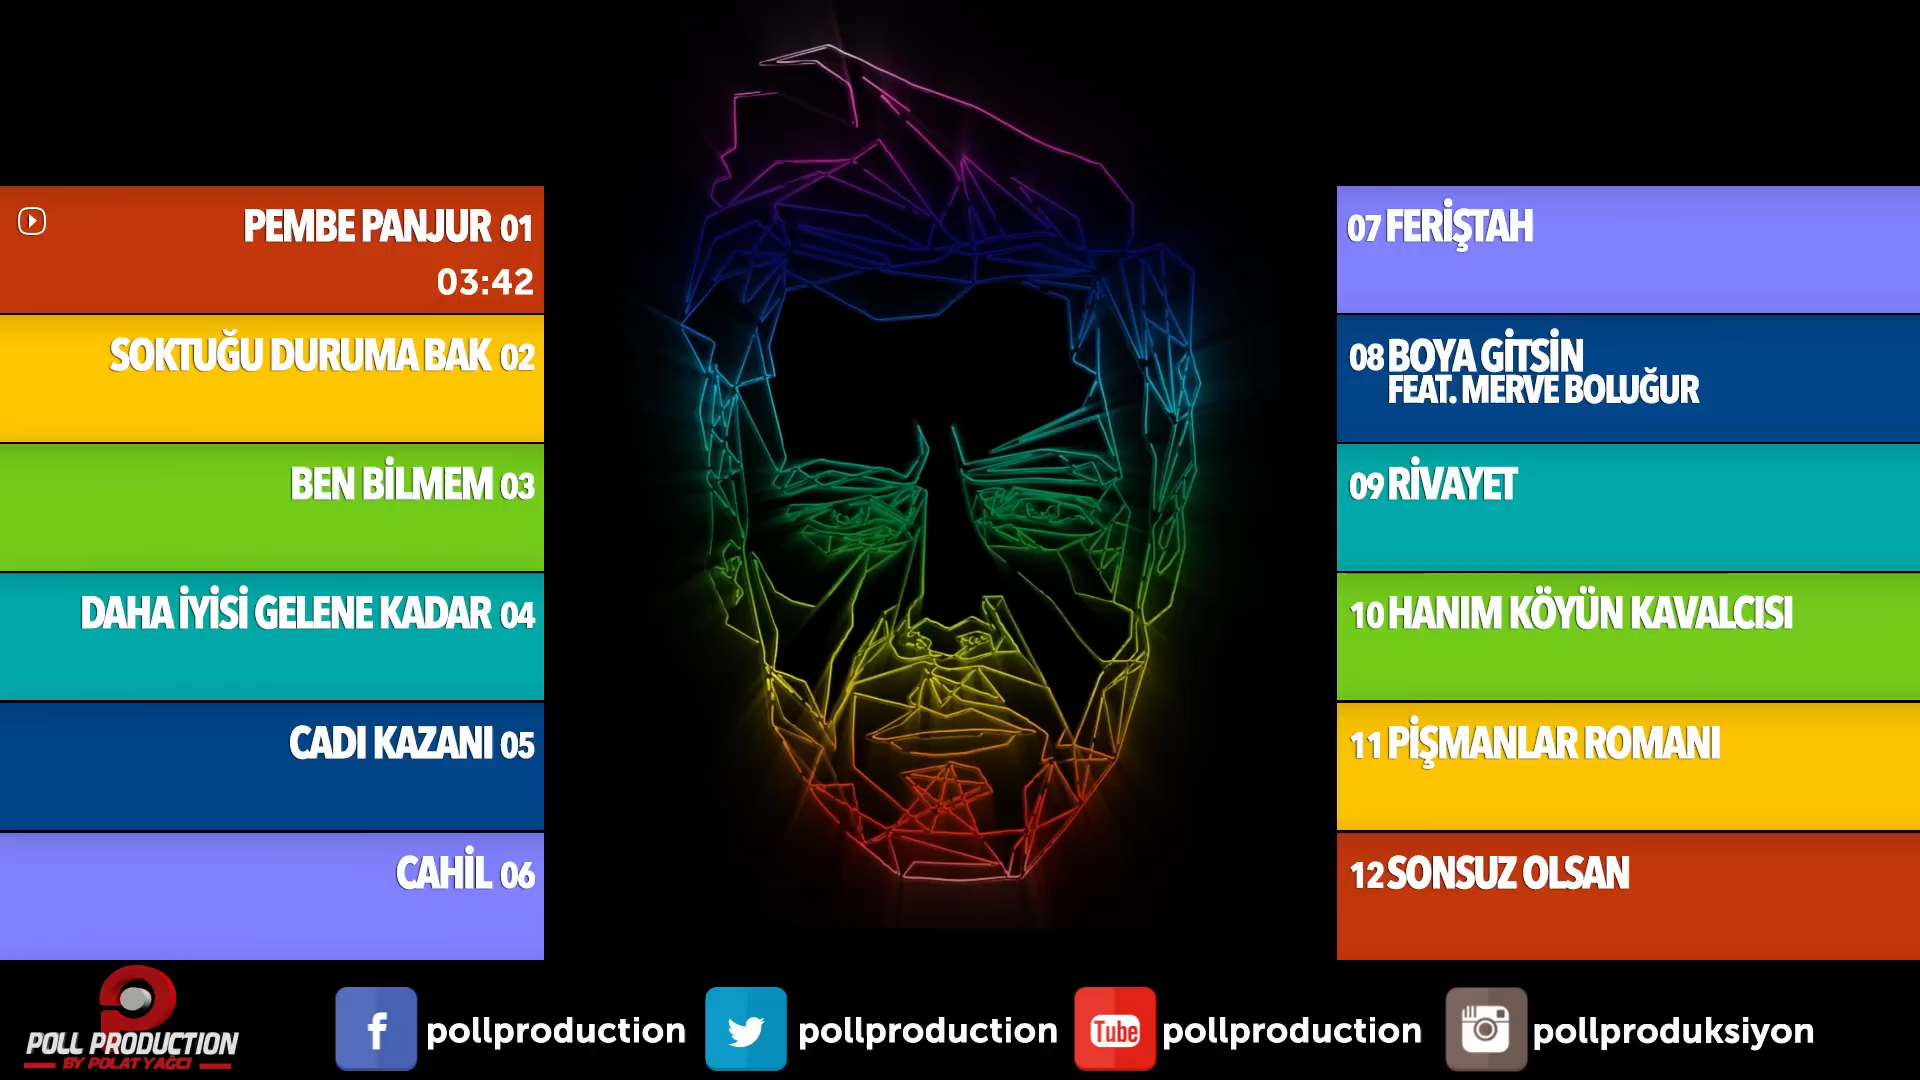 PEMBE PANJUR 01
03:42
SOKTUĞU DURUMA BAK 02
BEN BİLMEM 03
DAHA İYİSİ GELENE KADAR 04
CADI KAZANI 05
CAHİL 06
07 FERİŞTAH
08 BOYA GİTSİN
FEAT. MERVE BOLUĞUR
09 RİVAYET
10 HANIM KÖYÜN KAVALCISI
11 PİŞMANLAR ROMANI
12 SONSUZ OLSAN
POLL PRODUCTION
BY POLAT YAĞCI
f pollproduction
pollproduction
Tube pollproduction
pollproduksiyon